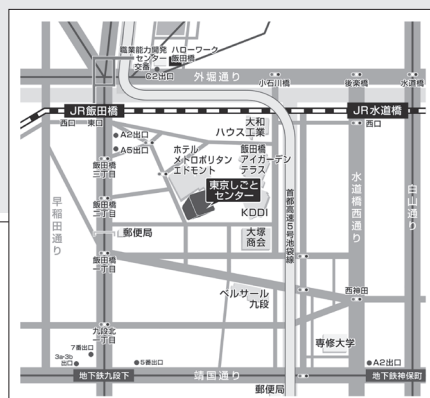 職業能力開発
センター
交番
ハローワーク
飯田橋
C2出口
外堀通り
小石川橋
後楽橋
水道橋
JR飯田橋
JR水道橋
西口
東口
西口
A2出口
A5出口
大和
ハウス工業
ホテル
メトロポリタン
エドモント
飯田橋
アイガーデン
テラス
飯田橋
三丁目
東京しごと
センター
飯田橋
二丁目
KDDI
早稲田通り
首都高速5号池袋線
水道橋西通り
白山通り
郵便局
大塚
商会
飯田橋
一丁目
ベルサール
九段
西神田
九段北
一丁目
専修大学
7番出口
3a・3b
出口
5番出口
A2出口
地下鉄九段下
靖国通り
地下鉄神保町
郵便局